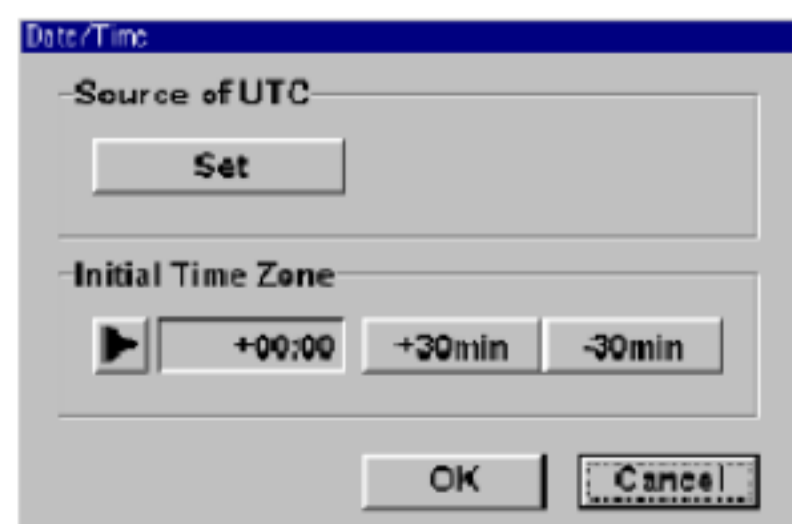 Date/Time
Source of UTC
Set
Initial Time Zone
+00:00 +30min -30min
OK Cancel